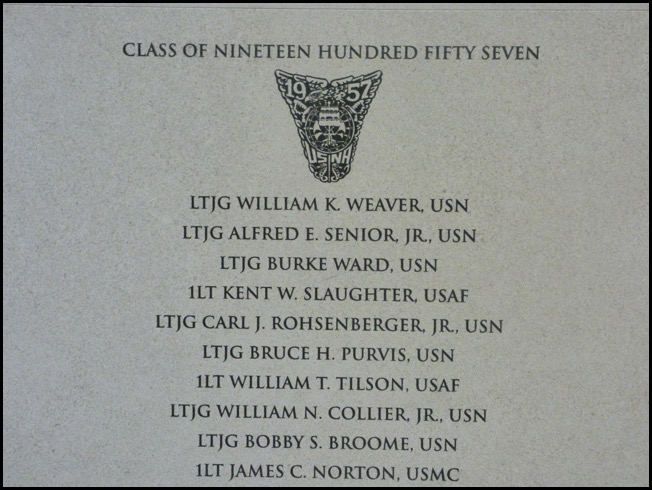 CLASS OF NINETEEN HUNDRED FIFTY SEVEN
19 57
USNA
LTJG WILLIAM K. WEAVER, USN
LTJG ALFRED E. SENIOR, JR., USN
LTJG BURKE WARD, USN
1LT KENT W. SLAUGHTER, USAF
LTJG CARL J. ROHSENBERGER, JR., USN
LTJG BRUCE H. PURVIS, USN
1LT WILLIAM T. TILSON, USAF
LTJG WILLIAM N. COLLIER, JR., USN
LTJG BOBBY S. BROOME, USN
1LT JAMES C. NORTON, USMC